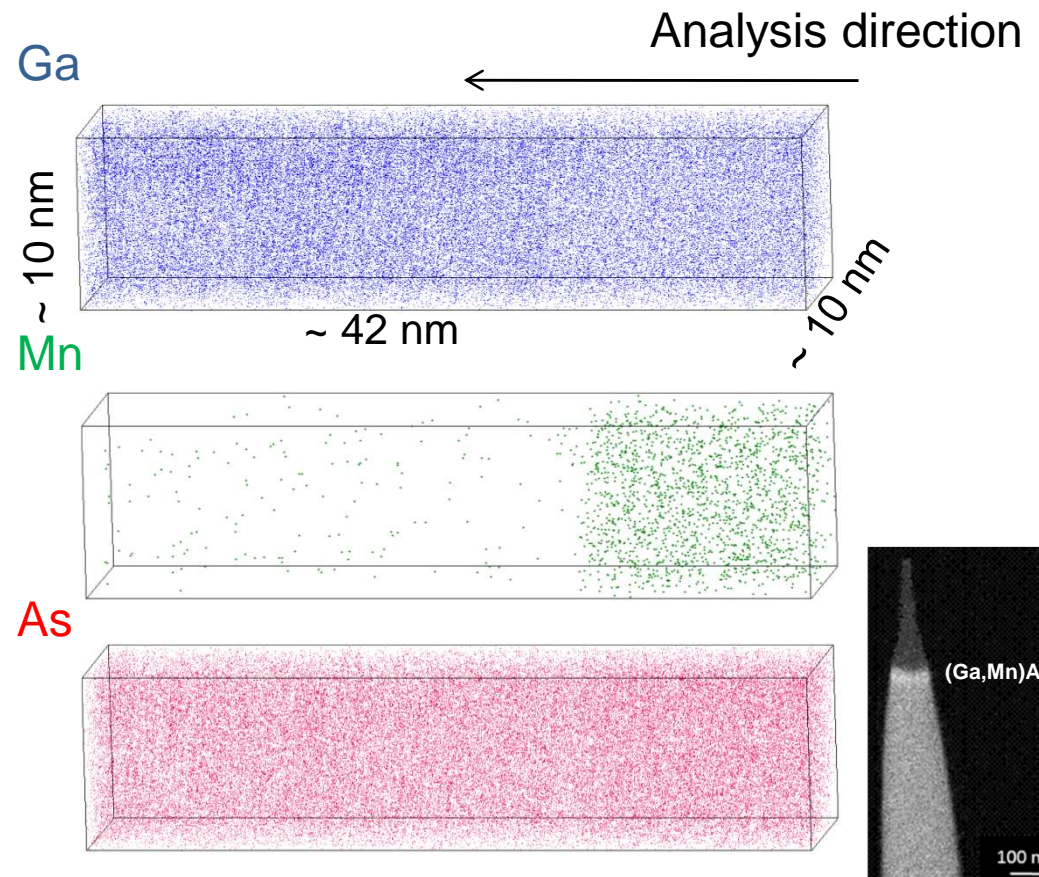 Analysis direction
Ga
~ 10 nm
~ 42 nm
~ 10 nm
Mn
As
(Ga,Mn)A
100 n